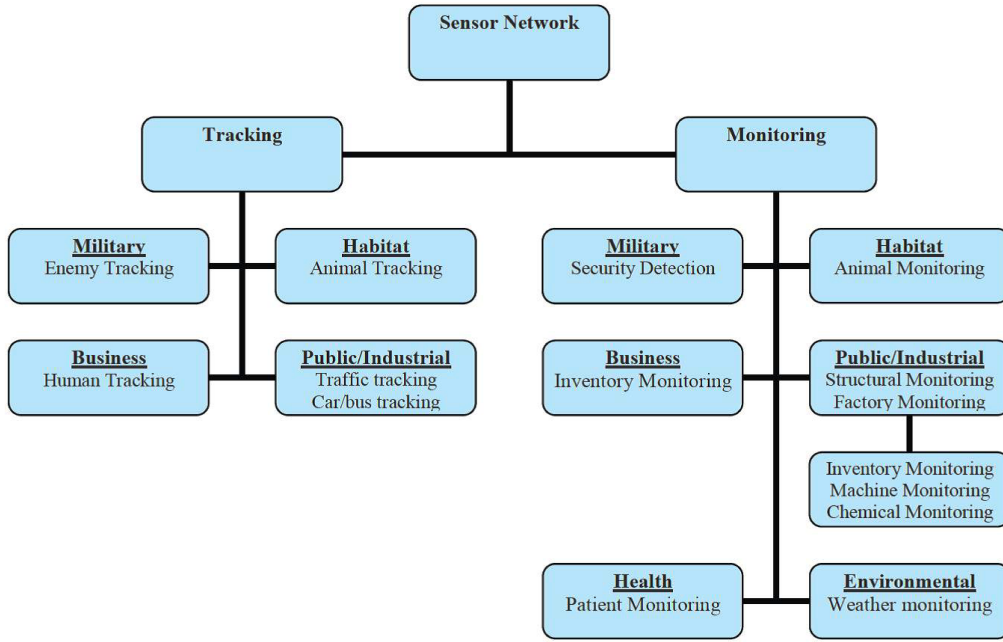 Sensor Network
Tracking
Monitoring
Military
Enemy Tracking
Habitat
Animal Tracking
Military
Security Detection
Habitat
Animal Monitoring
Business
Human Tracking
Public/Industrial
Traffic tracking
Car/bus tracking
Business
Inventory Monitoring
Public/Industrial
Structural Monitoring
Factory Monitoring
Inventory Monitoring
Machine Monitoring
Chemical Monitoring
Health
Patient Monitoring
Environmental
Weather monitoring